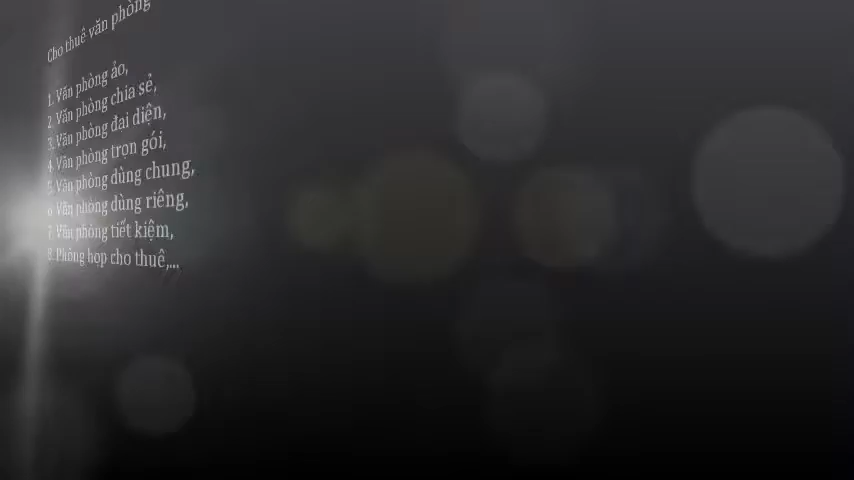 Cho thuê văn phòng
1. Văn phòng ảo,
2. Văn phòng chia sẻ,
3. Văn phòng đai diện,
4. Văn phòng trọn gói,
5. Văn phòng dùng chung,
6. Văn phòng dùng riêng,
7. Văn phòng tiết kiệm,
8. Phòng họp cho thuê,...